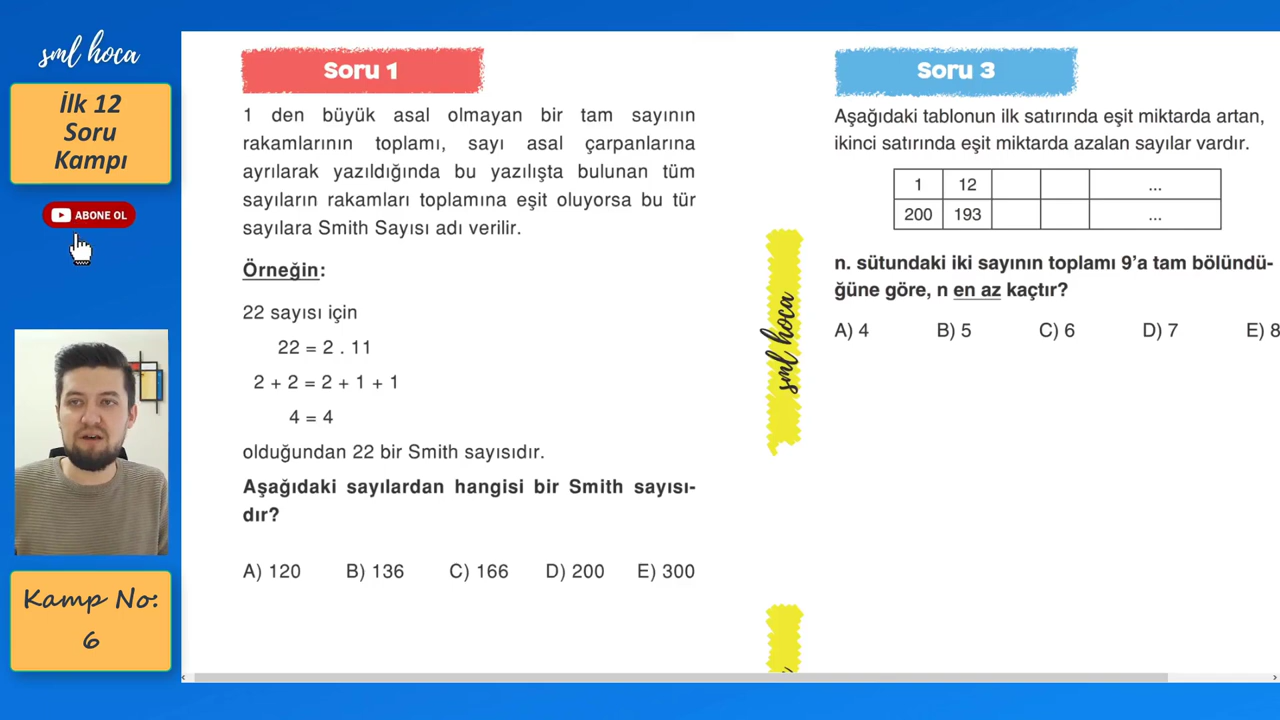 sml hoca
İlk 12
Soru
Kampı
ABONE OL
Kamp No:
6
Soru 1
1 den büyük asal olmayan bir tam sayının
rakamlarının toplamı, sayı asal çarpanlarına
ayrılarak yazıldığında bu yazılışta bulunan tüm
sayıların rakamları toplamına eşit oluyorsa bu tür
sayılara Smith Sayısı adı verilir.
Örneğin:
22 sayısı için
22 = 2 . 11
2 + 2 = 2 + 1 + 1
4 = 4
olduğundan 22 bir Smith sayısıdır.
Aşağıdaki sayılardan hangisi bir Smith sayısı-
dır?
A) 120 B) 136 C) 166 D) 200 E) 300
sml hoca
Soru 3
Aşağıdaki tablonun ilk satırında eşit miktarda artan,
ikinci satırında eşit miktarda azalan sayılar vardır.
1 12 ...
200 193 ...
n. sütundaki iki sayının toplamı 9'a tam bölündü-
ğüne göre, n en az kaçtır?
A) 4 B) 5 C) 6 D) 7 E) 8